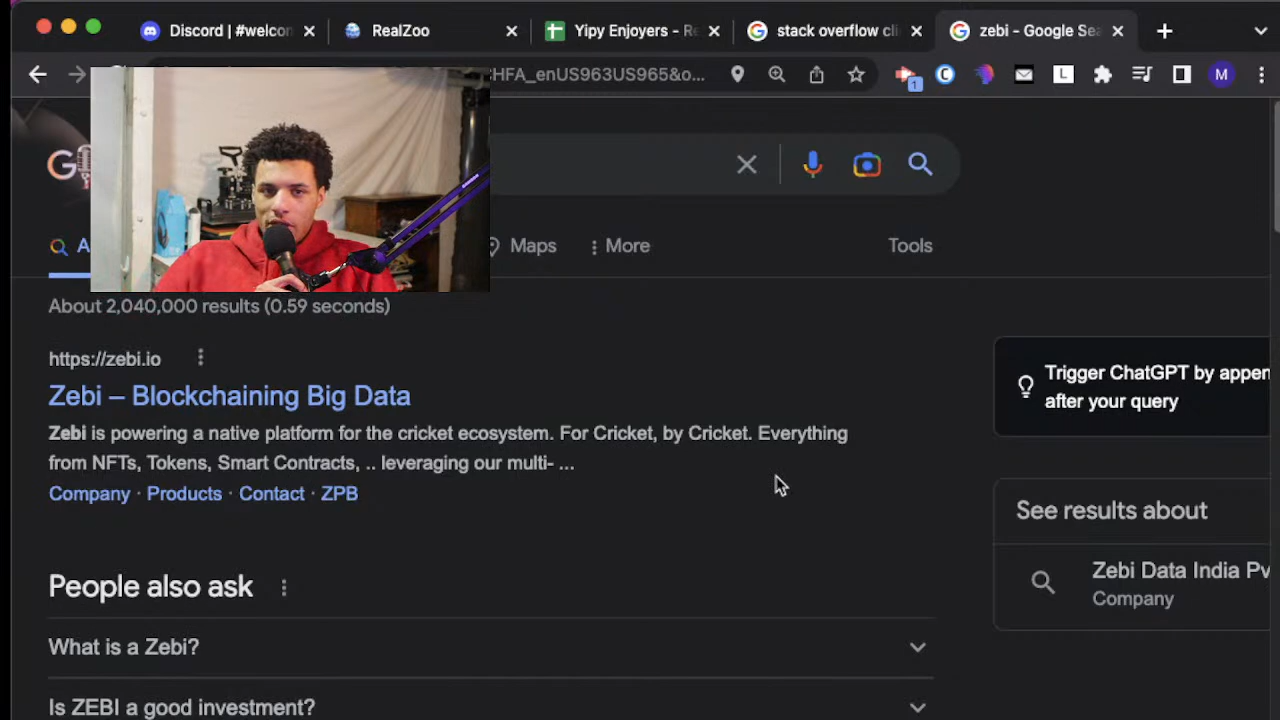 Discord | #welcon
RealZoo
Yipy Enjoyers - Re
stack overflow cli
zebi - Google Sea
HFA_enUS963US965&o...
1
C
L
M
G
A
Maps
More
Tools
About 2,040,000 results (0.59 seconds)
https://zebi.io
Zebi – Blockchaining Big Data
Zebi is powering a native platform for the cricket ecosystem. For Cricket, by Cricket. Everything
from NFTs, Tokens, Smart Contracts, .. leveraging our multi- ...
Company · Products · Contact · ZPB
People also ask
What is a Zebi?
Is ZEBI a good investment?
Trigger ChatGPT by appen
after your query
See results about
Zebi Data India Pv
Company